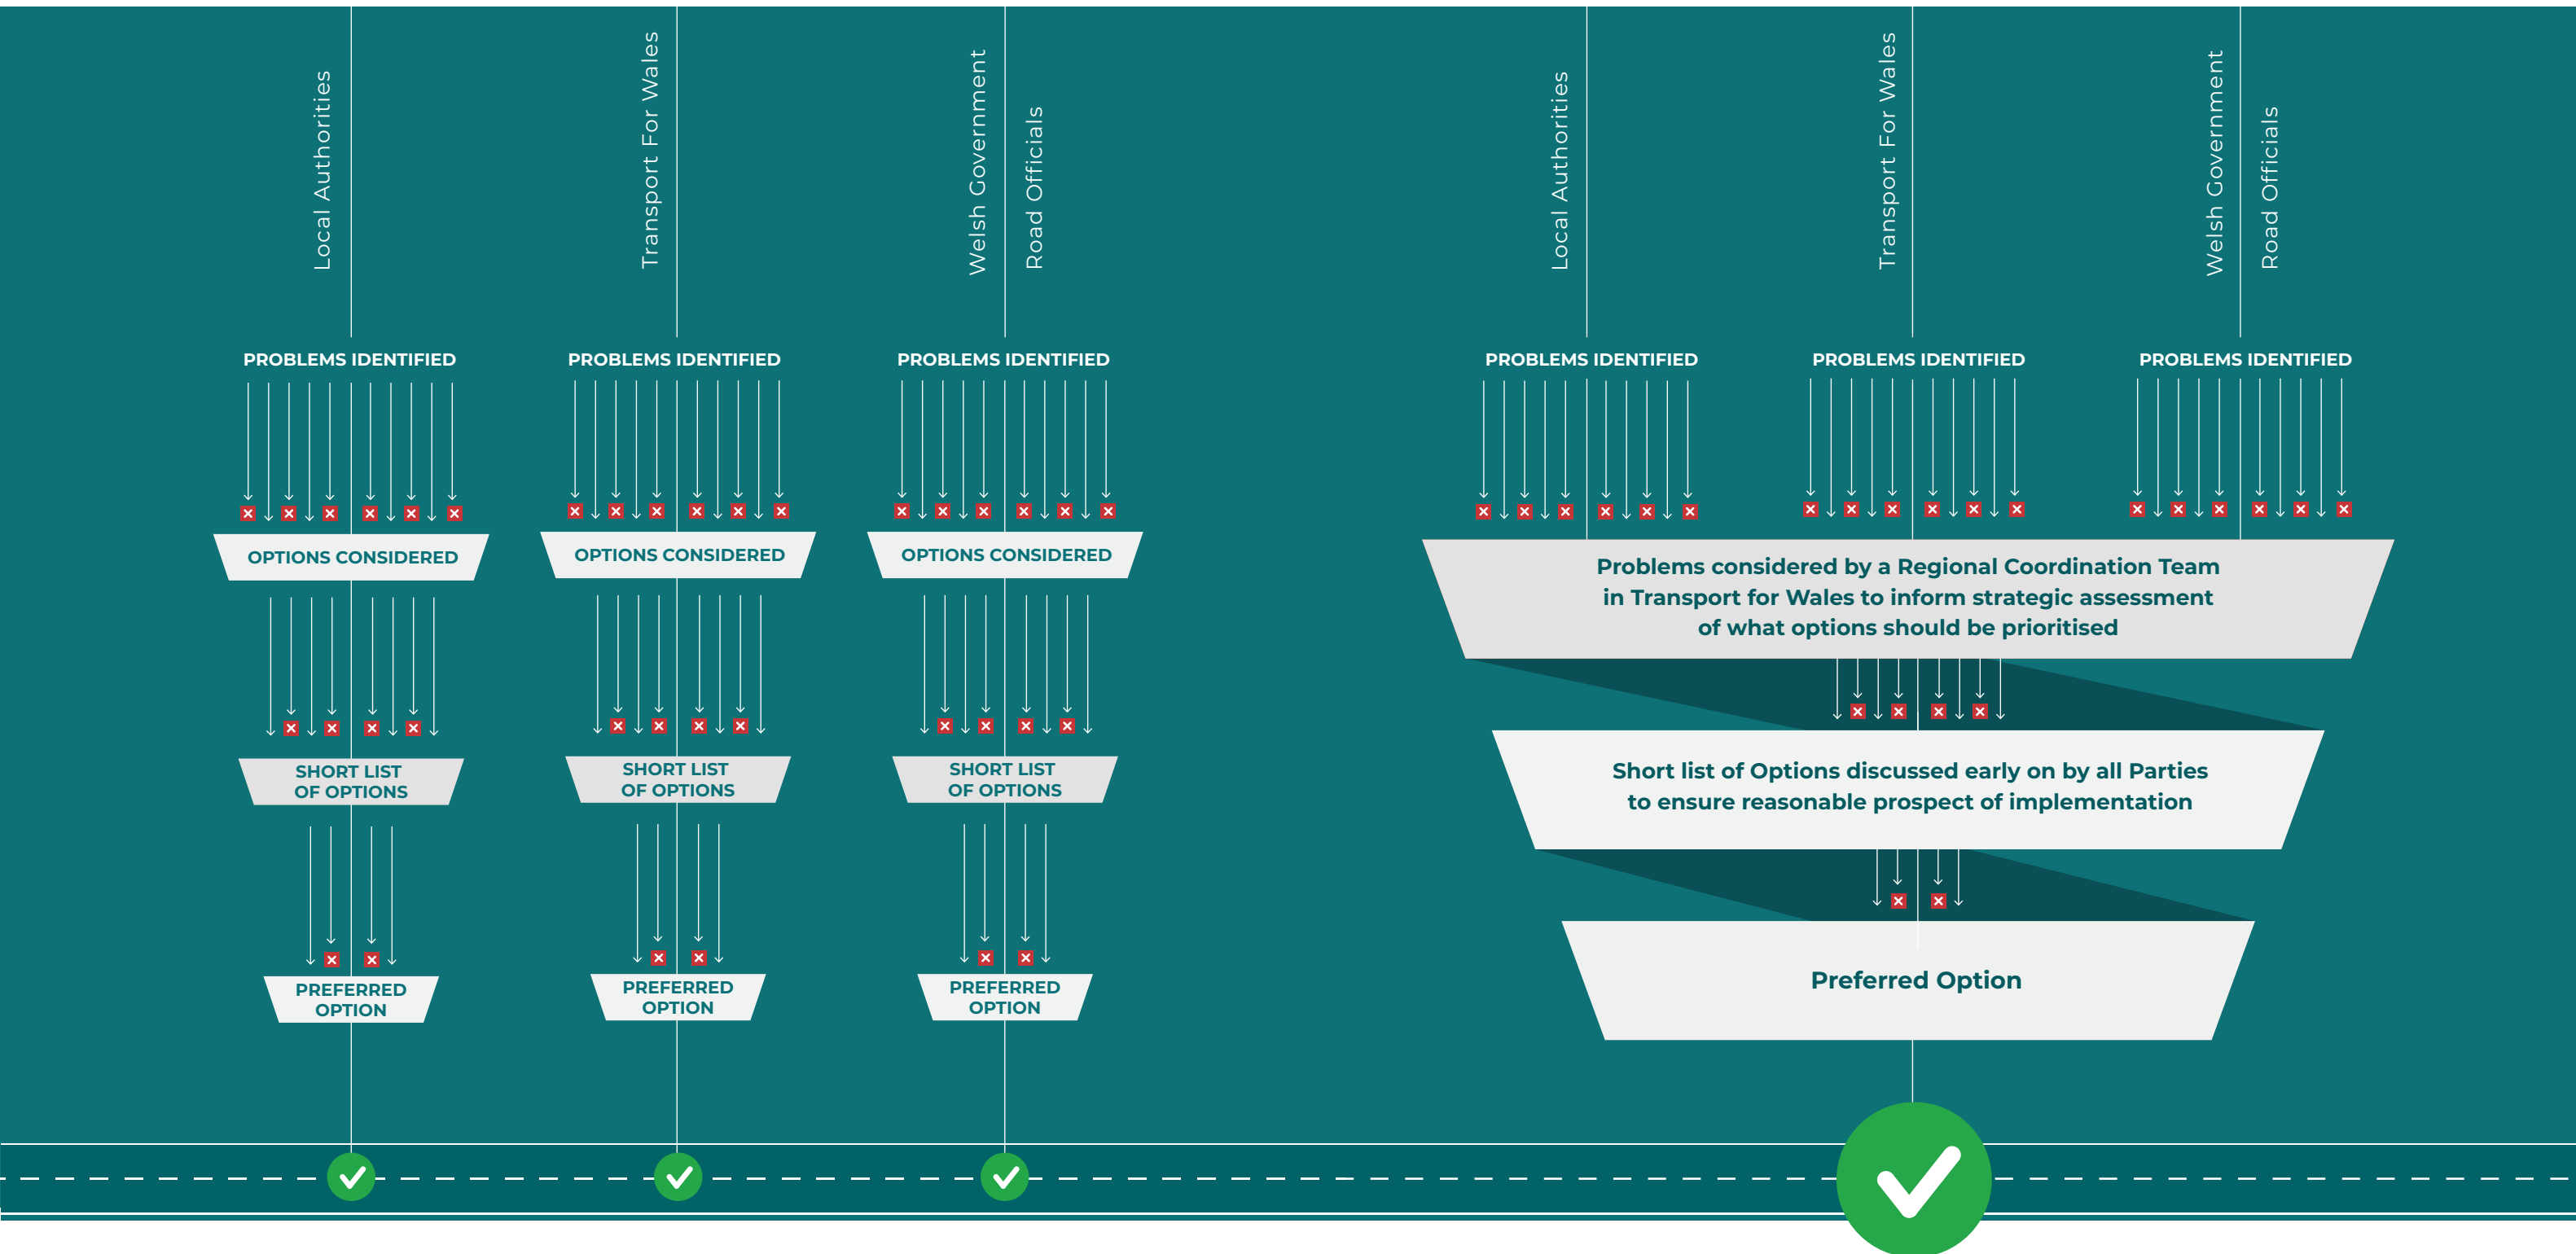 Local Authorities
Transport For Wales
Welsh Government
Road Officials
PROBLEMS IDENTIFIED
PROBLEMS IDENTIFIED
PROBLEMS IDENTIFIED
OPTIONS CONSIDERED
OPTIONS CONSIDERED
OPTIONS CONSIDERED
SHORT LIST
OF OPTIONS
SHORT LIST
OF OPTIONS
SHORT LIST
OF OPTIONS
PREFERRED
OPTION
PREFERRED
OPTION
PREFERRED
OPTION
Local Authorities
Transport For Wales
Welsh Government
Road Officials
PROBLEMS IDENTIFIED
PROBLEMS IDENTIFIED
PROBLEMS IDENTIFIED
Problems considered by a Regional Coordination Team
in Transport for Wales to inform strategic assessment
of what options should be prioritised
Short list of Options discussed early on by all Parties
to ensure reasonable prospect of implementation
Preferred Option